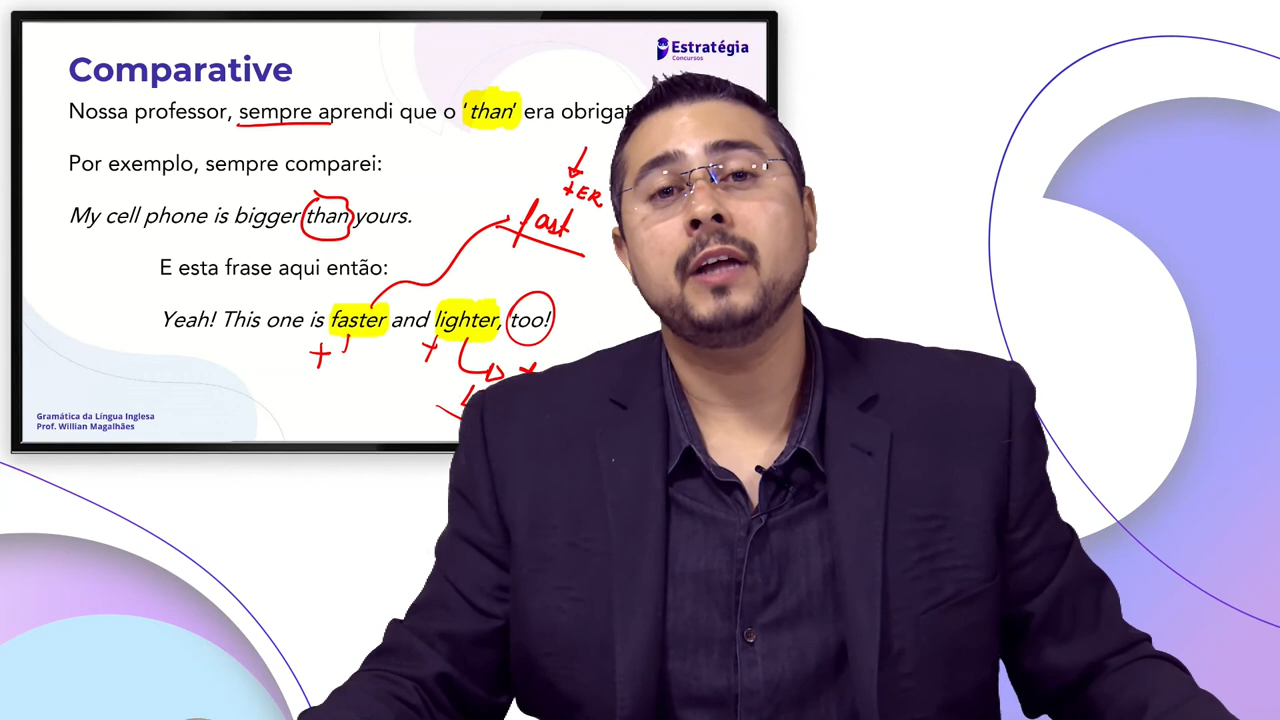 Comparative
Estratégia
Concursos
Nossa professor, sempre aprendi que o 'than' era
Por exemplo, sempre comparei:
+ER
My cell phone is bigger than yours.
fast
E esta frase aqui então:
Yeah! This one is faster and lighter, too!
+ +
Gramática da Língua Inglesa
Prof. Willian Magalhães